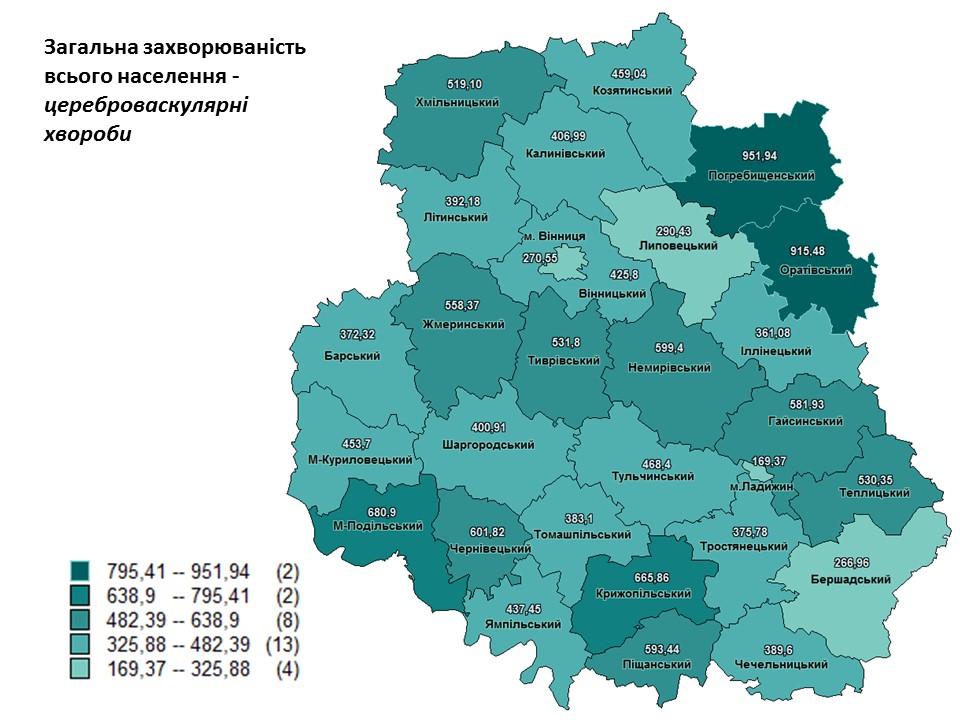 Загальна захворюваність
всього населення -
цереброваскулярні
хвороби
459,04
Козятинський
519,10
Хмільницький
406,99
Калинівський
951,94
Погребищенський
392,18
Літинський
м. Вінниця
270,55
290,43
Липовецький
915,48
Оратівський
425,8
Вінницький
558,37
Жмеринський
372,32
Барський
531,8
Тиврівський
599,4
Немирівський
361,08
Іллінецький
581,93
Гайсинський
400,91
Шаргородський
453,7
М-Куриловецький
468,4
Тульчинський
169,37
м.Ладижин
530,35
Теплицький
680,9
М-Подільський
601,82
Чернівецький
383,1
Томашпільський
375,78
Тростянецький
266,96
Бершадський
665,86
Крижопільський
437,45
Ямпільський
593,44
Піщанський
389,6
Чечельницький
795,41 -- 951,94 (2)
638,9 -- 795,41 (2)
482,39 -- 638,9 (8)
325,88 -- 482,39 (13)
169,37 -- 325,88 (4)